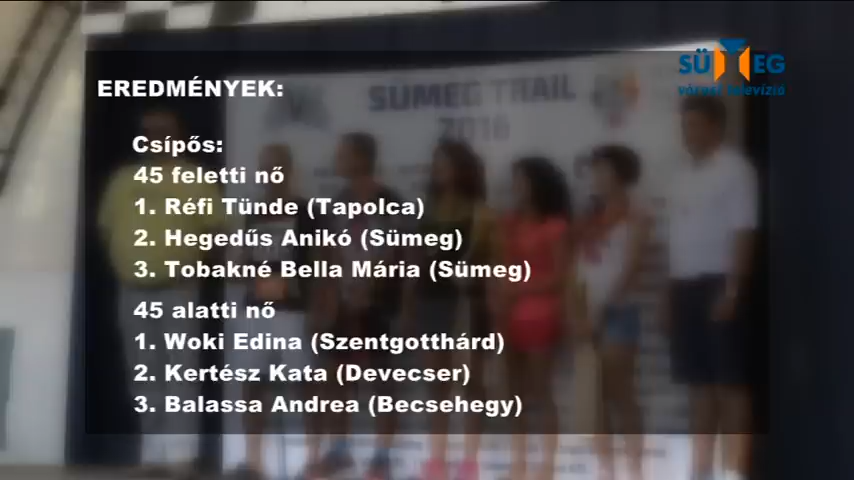 SÜMEG
városi televízió
SÜMEG TRAIL
2016
EREDMÉNYEK:
Csípős:
45 feletti nő
1. Réfi Tünde (Tapolca)
2. Hegedűs Anikó (Sümeg)
3. Tobakné Bella Mária (Sümeg)
45 alatti nő
1. Woki Edina (Szentgotthárd)
2. Kertész Kata (Devecser)
3. Balassa Andrea (Becsehegy)